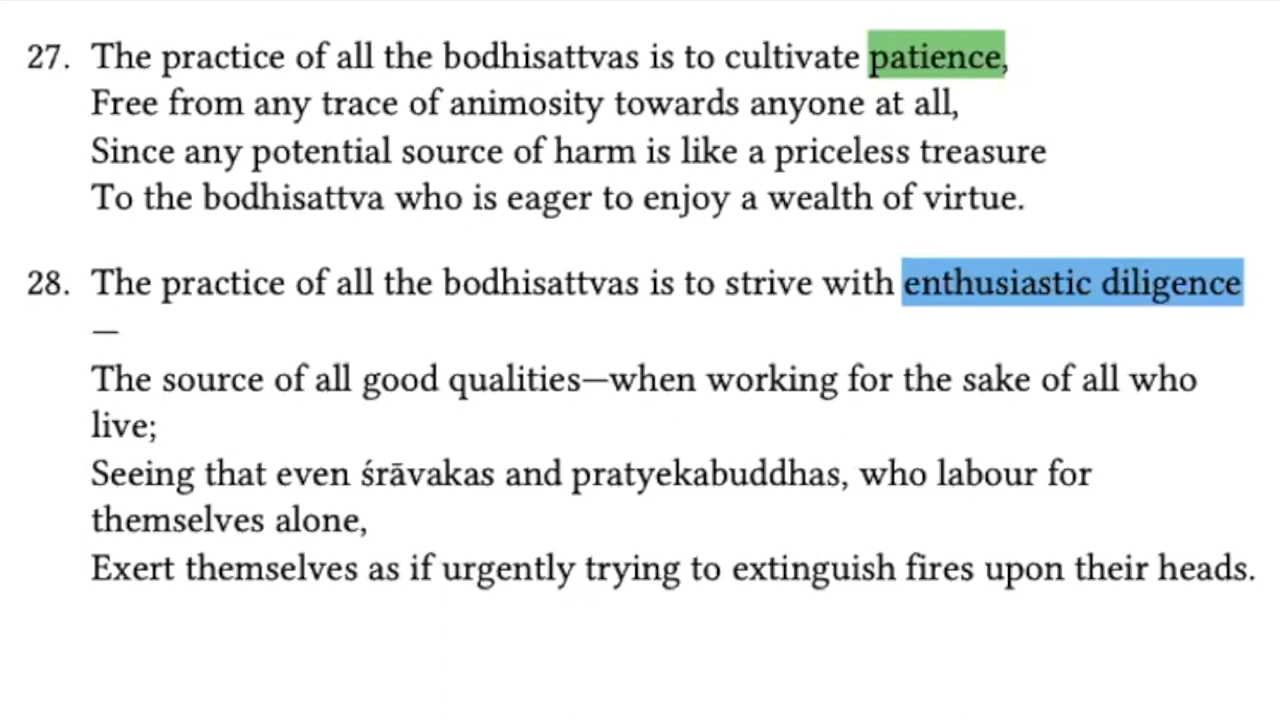 27. The practice of all the bodhisattvas is to cultivate patience,
Free from any trace of animosity towards anyone at all,
Since any potential source of harm is like a priceless treasure
To the bodhisattva who is eager to enjoy a wealth of virtue.
28. The practice of all the bodhisattvas is to strive with enthusiastic diligence
—
The source of all good qualities—when working for the sake of all who
live;
Seeing that even śrāvakas and pratyekabuddhas, who labour for
themselves alone,
Exert themselves as if urgently trying to extinguish fires upon their heads.